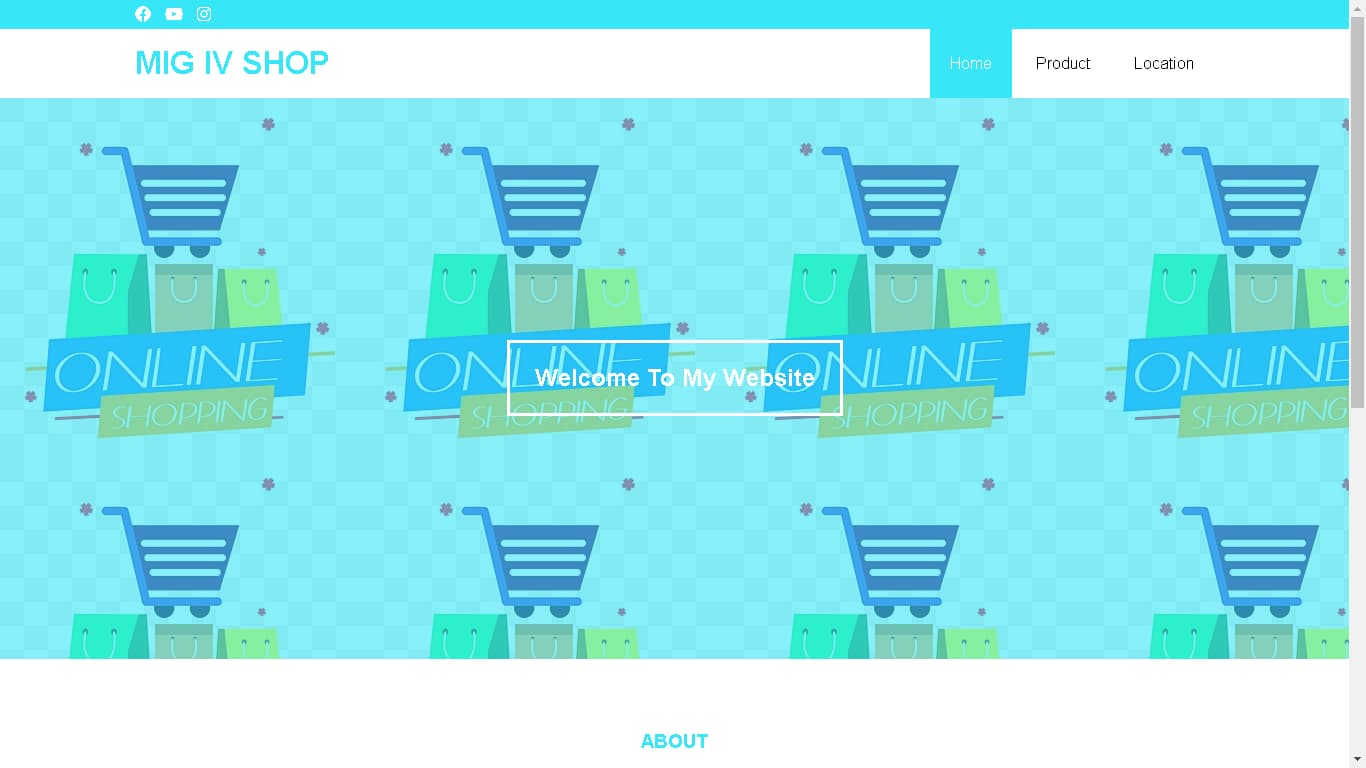 MIG IV SHOP
Home Product Location
ONLINE ONLINE ONLINE ONLINE
SHOPPING SHOPPING SHOPPING SHOPPING
Welcome To My Website
ABOUT